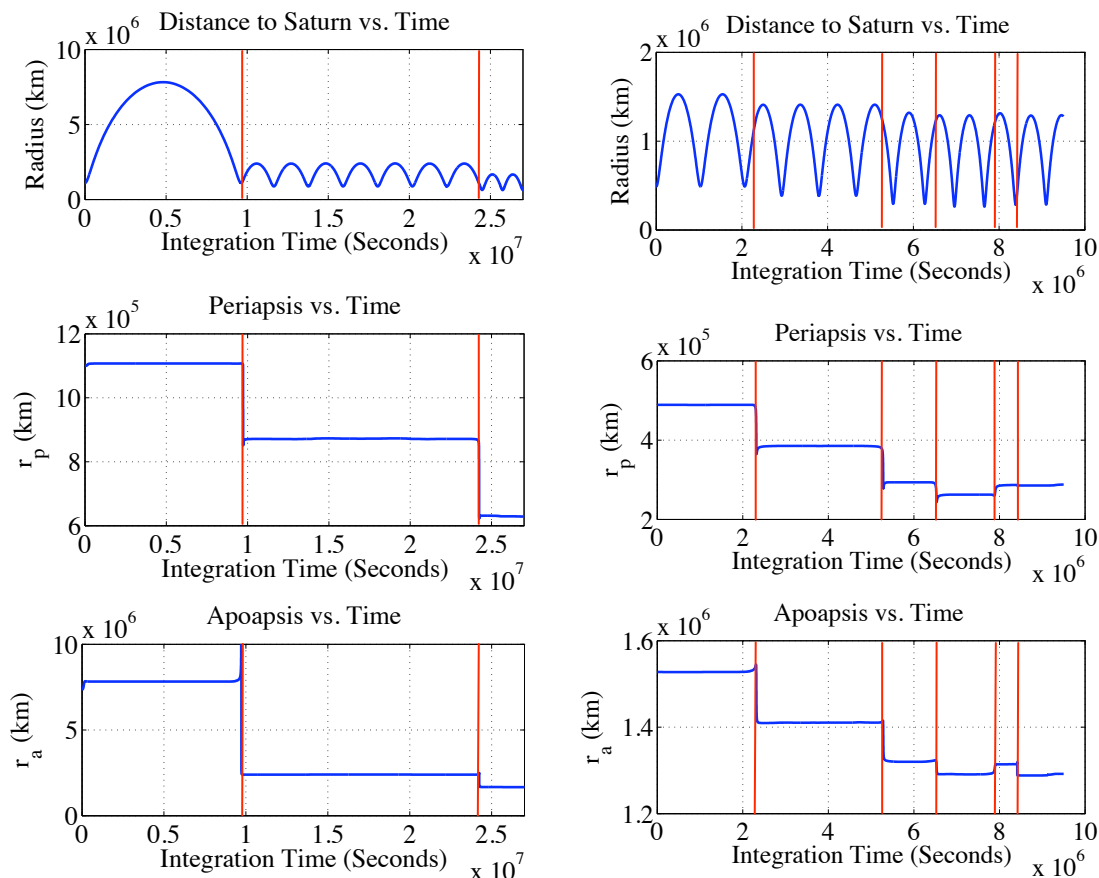 Distance to Saturn vs. Time
x 10^6
10
5
0
Radius (km)
0 0.5 1 1.5 2 2.5
Integration Time (Seconds)
x 10^7
Periapsis vs. Time
x 10^5
12
10
8
6
r_p (km)
0 0.5 1 1.5 2 2.5
Integration Time (Seconds)
x 10^7
Apoapsis vs. Time
x 10^6
10
5
0
r_a (km)
0 0.5 1 1.5 2 2.5
Integration Time (Seconds)
x 10^7
Distance to Saturn vs. Time
x 10^6
2
1
0
Radius (km)
0 2 4 6 8 10
Integration Time (Seconds)
x 10^6
Periapsis vs. Time
x 10^5
6
4
2
r_p (km)
0 2 4 6 8 10
Integration Time (Seconds)
x 10^6
Apoapsis vs. Time
x 10^6
1.6
1.4
1.2
r_a (km)
0 2 4 6 8 10
Integration Time (Seconds)
x 10^6